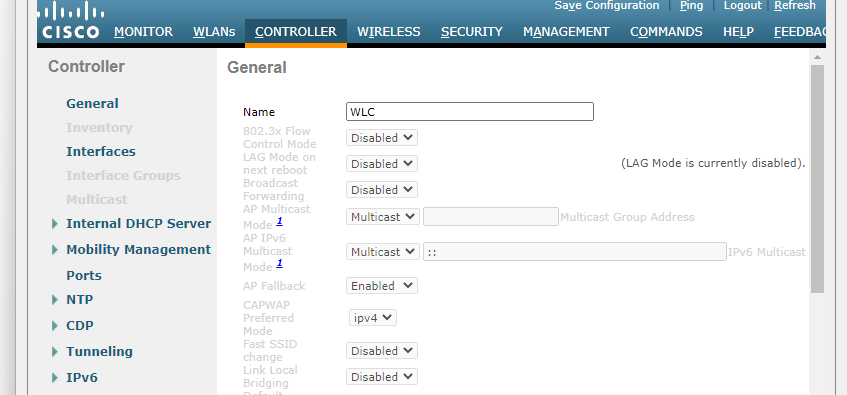 Save Configuration | Ping | Logout | Refresh
CISCO MONITOR WLANs CONTROLLER WIRELESS SECURITY MANAGEMENT COMMANDS HELP FEEDBAC
Controller
General
Inventory
Interfaces
Interface Groups
Multicast
Internal DHCP Server
Mobility Management
Ports
NTP
CDP
Tunneling
IPv6
General
Name WLC
802.3x Flow
Control Mode Disabled
LAG Mode on
next reboot Disabled (LAG Mode is currently disabled).
Broadcast
Forwarding Disabled
AP Multicast
Mode 1 Multicast Multicast Group Address
AP IPv6
Multicast
Mode 1 Multicast :: IPv6 Multicast
AP Fallback Enabled
CAPWAP
Preferred
Mode ipv4
Fast SSID
change Disabled
Link Local
Bridging Disabled
Default